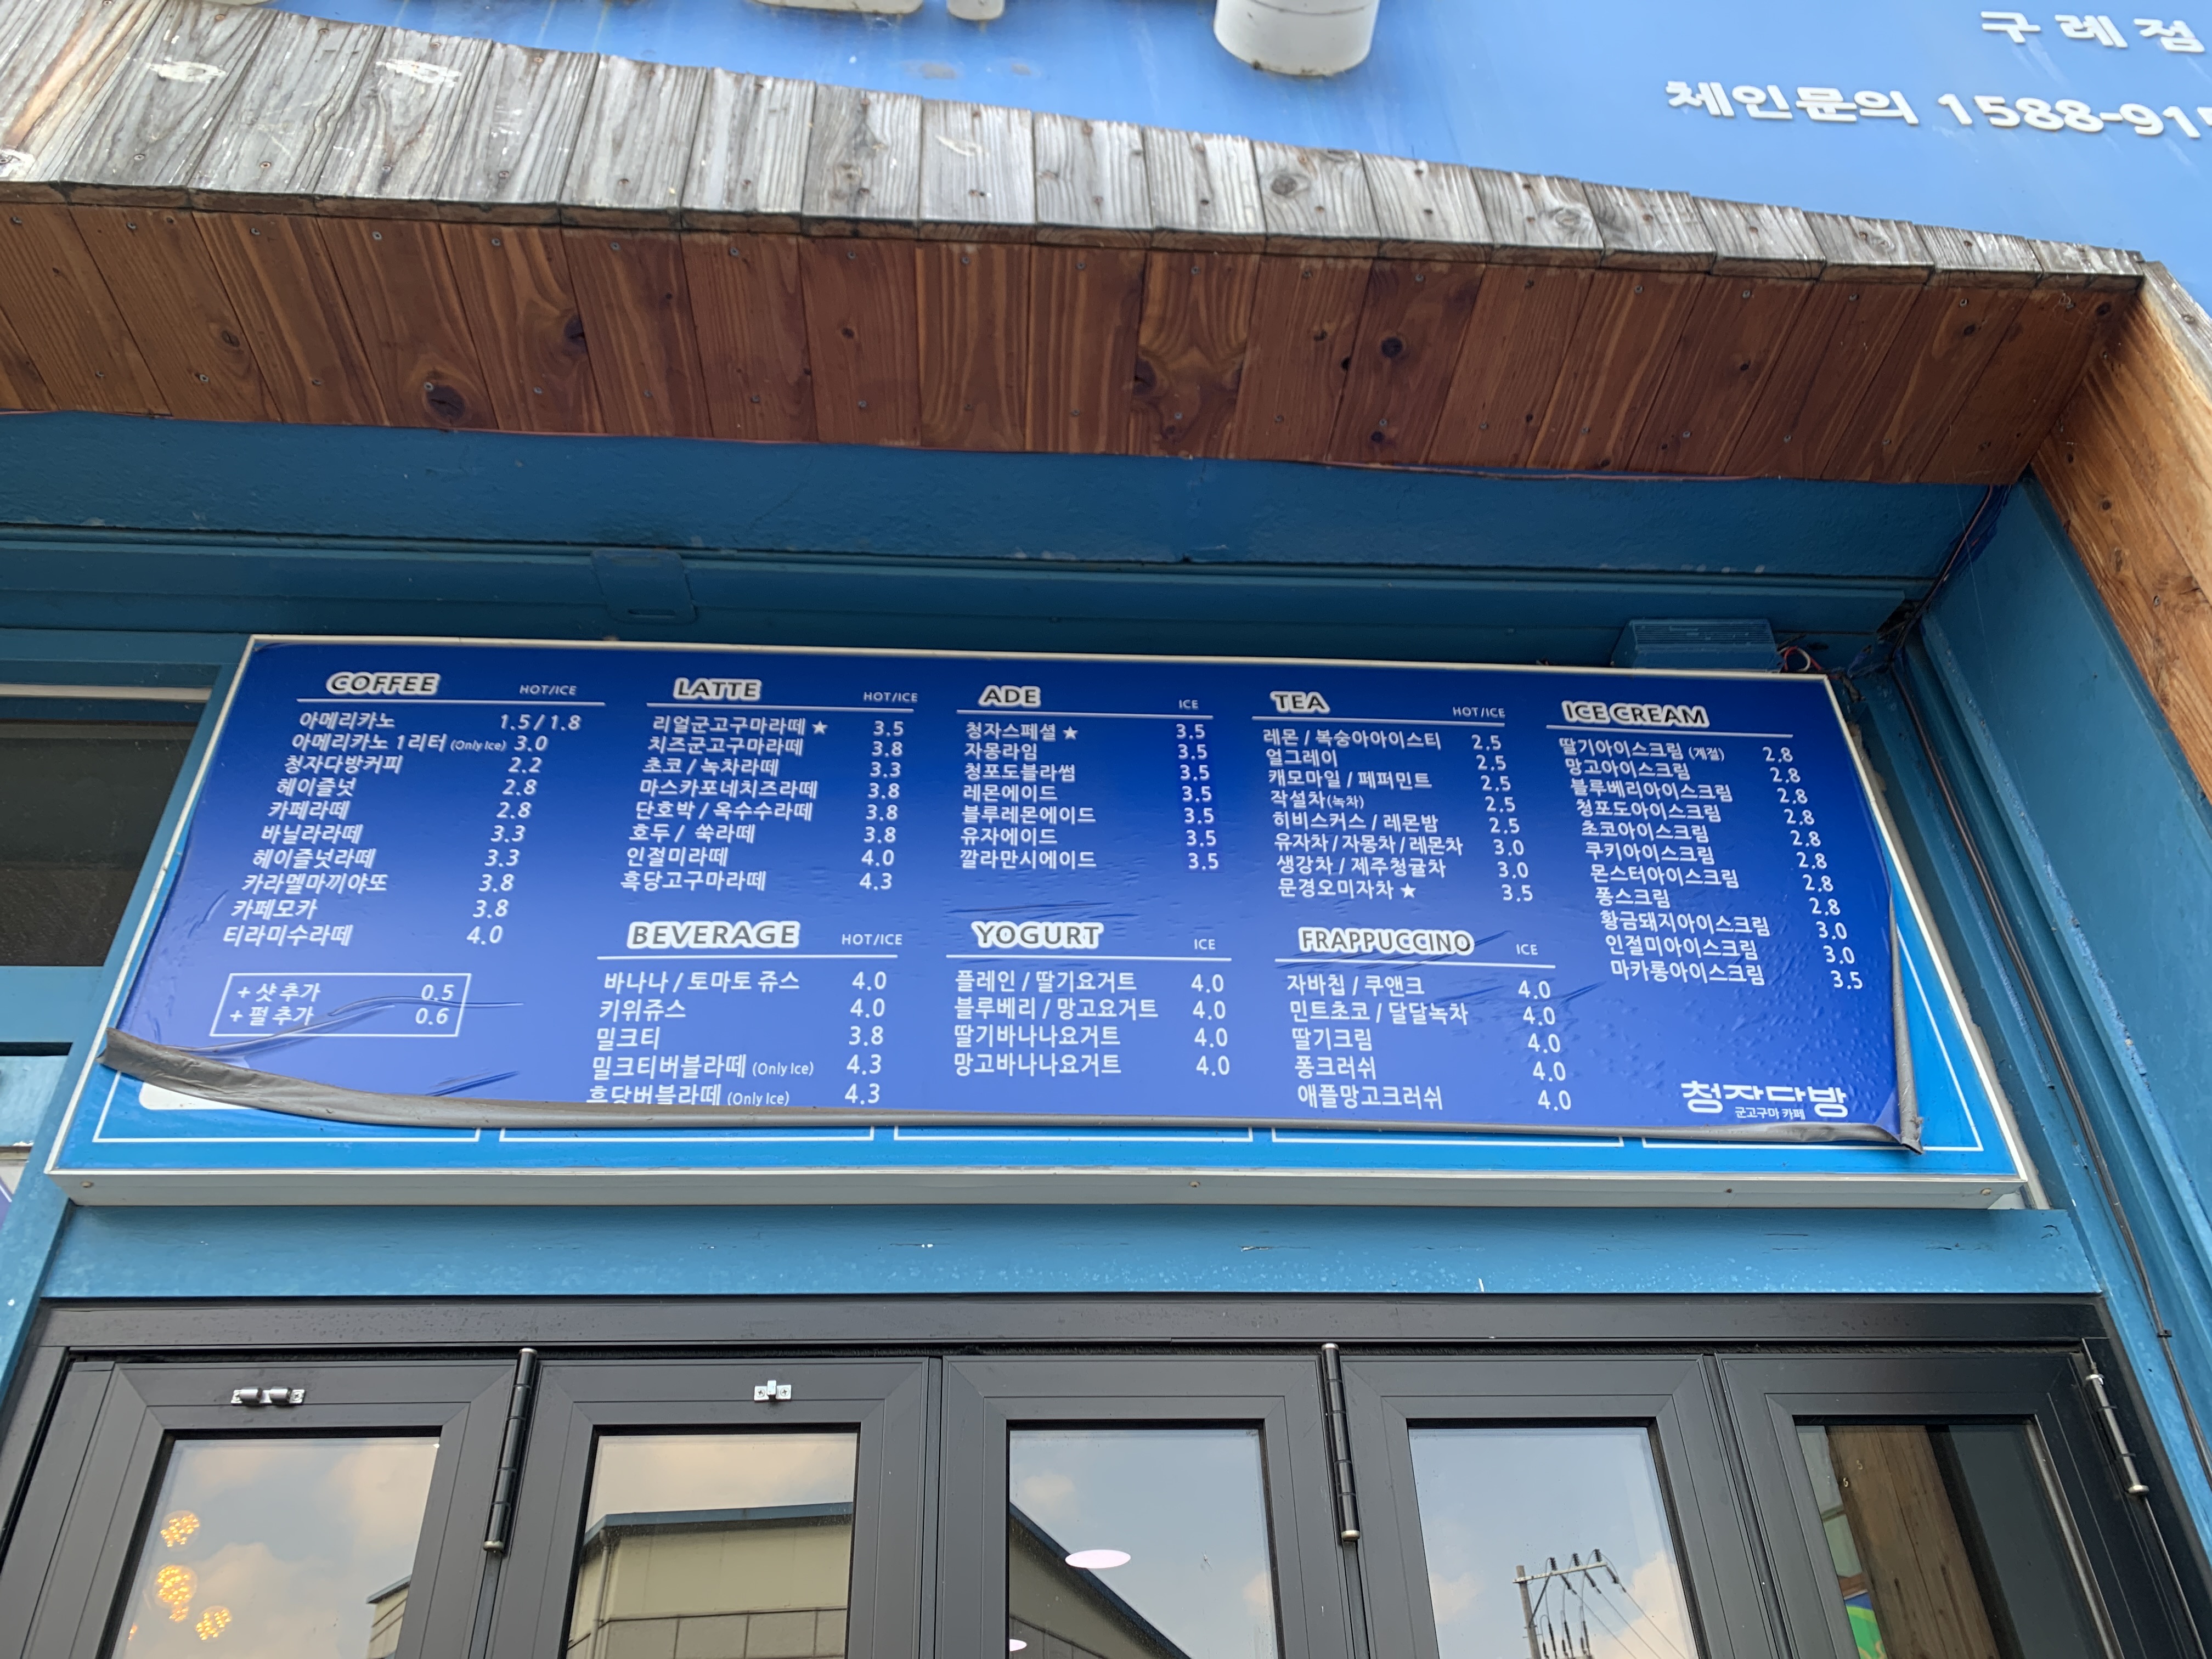 구례점
체인문의 1588-91
COFFEE HOT/ICE
아메리카노 1.5 / 1.8
아메리카노 1리터 (Only Ice) 3.0
청자다방커피 2.2
헤이즐넛 2.8
카페라떼 2.8
바닐라라떼 3.3
헤이즐넛라떼 3.3
카라멜마끼야또 3.8
카페모카 3.8
티라미수라떼 4.0
+ 샷 추가 0.5
+ 펄 추가 0.6
LATTE HOT/ICE
리얼군고구마라떼 ★ 3.5
치즈군고구마라떼 3.8
초코 / 녹차라떼 3.3
마스카포네치즈라떼 3.8
단호박 / 옥수수라떼 3.8
호두 / 쑥라떼 3.8
인절미라떼 4.0
흑당고구마라떼 4.3
BEVERAGE HOT/ICE
바나나 / 토마토 쥬스 4.0
키위쥬스 4.0
밀크티 3.8
밀크티버블라떼 (Only Ice) 4.3
흑당버블라떼 (Only Ice) 4.3
ADE ICE
청자스페셜 ★ 3.5
자몽라임 3.5
청포도블라썸 3.5
레몬에이드 3.5
블루레몬에이드 3.5
유자에이드 3.5
깔라만시에이드 3.5
YOGURT ICE
플레인 / 딸기요거트 4.0
블루베리 / 망고요거트 4.0
딸기바나나요거트 4.0
망고바나나요거트 4.0
TEA HOT/ICE
레몬 / 복숭아아이스티 2.5
얼그레이 2.5
캐모마일 / 페퍼민트 2.5
작설차(녹차) 2.5
히비스커스 / 레몬밤 2.5
유자차 / 자몽차 / 레몬차 3.0
생강차 / 제주청귤차 3.0
문경오미자차 ★ 3.5
FRAPPUCCINO ICE
자바칩 / 쿠앤크 4.0
민트초코 / 달달녹차 4.0
딸기크림 4.0
퐁크러쉬 4.0
애플망고크러쉬 4.0
ICE CREAM
딸기아이스크림 (계절) 2.8
망고아이스크림 2.8
블루베리아이스크림 2.8
청포도아이스크림 2.8
초코아이스크림 2.8
쿠키아이스크림 2.8
몬스터아이스크림 2.8
퐁스크림 2.8
황금돼지아이스크림 3.0
인절미아이스크림 3.0
마카롱아이스크림 3.5
청자다방
군고구마 카페